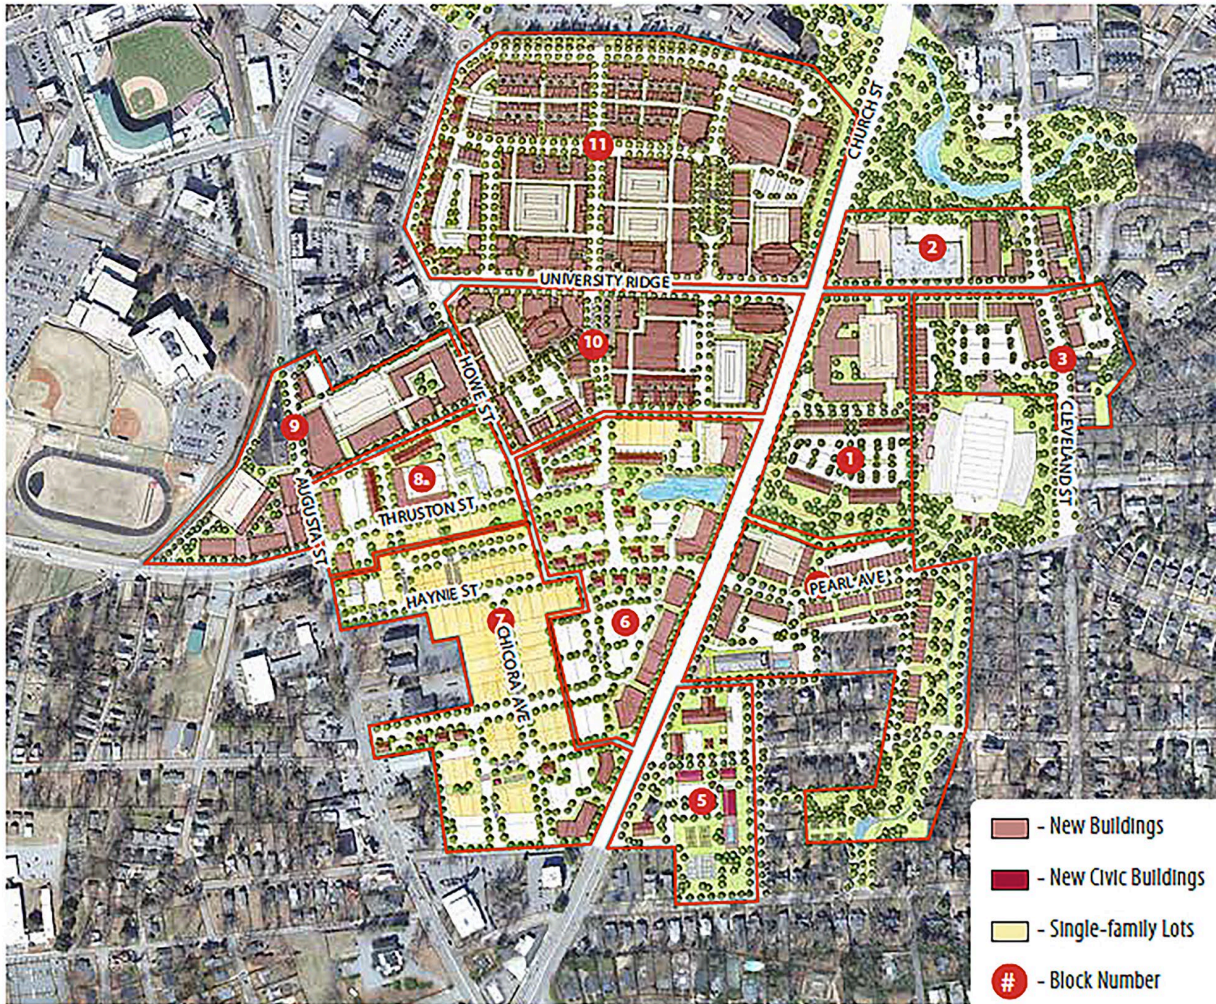 CHURCH ST
11
2
UNIVERSITY RIDGE
10
3
HOWE ST
9
CLEVELAND ST
1
8a
AUGUSTA ST
THRUSTON ST
PEARL AVE
HAYNIE ST
7
6
CHICORA AVE
5
- New Buildings
- New Civic Buildings
- Single-family Lots
# - Block Number